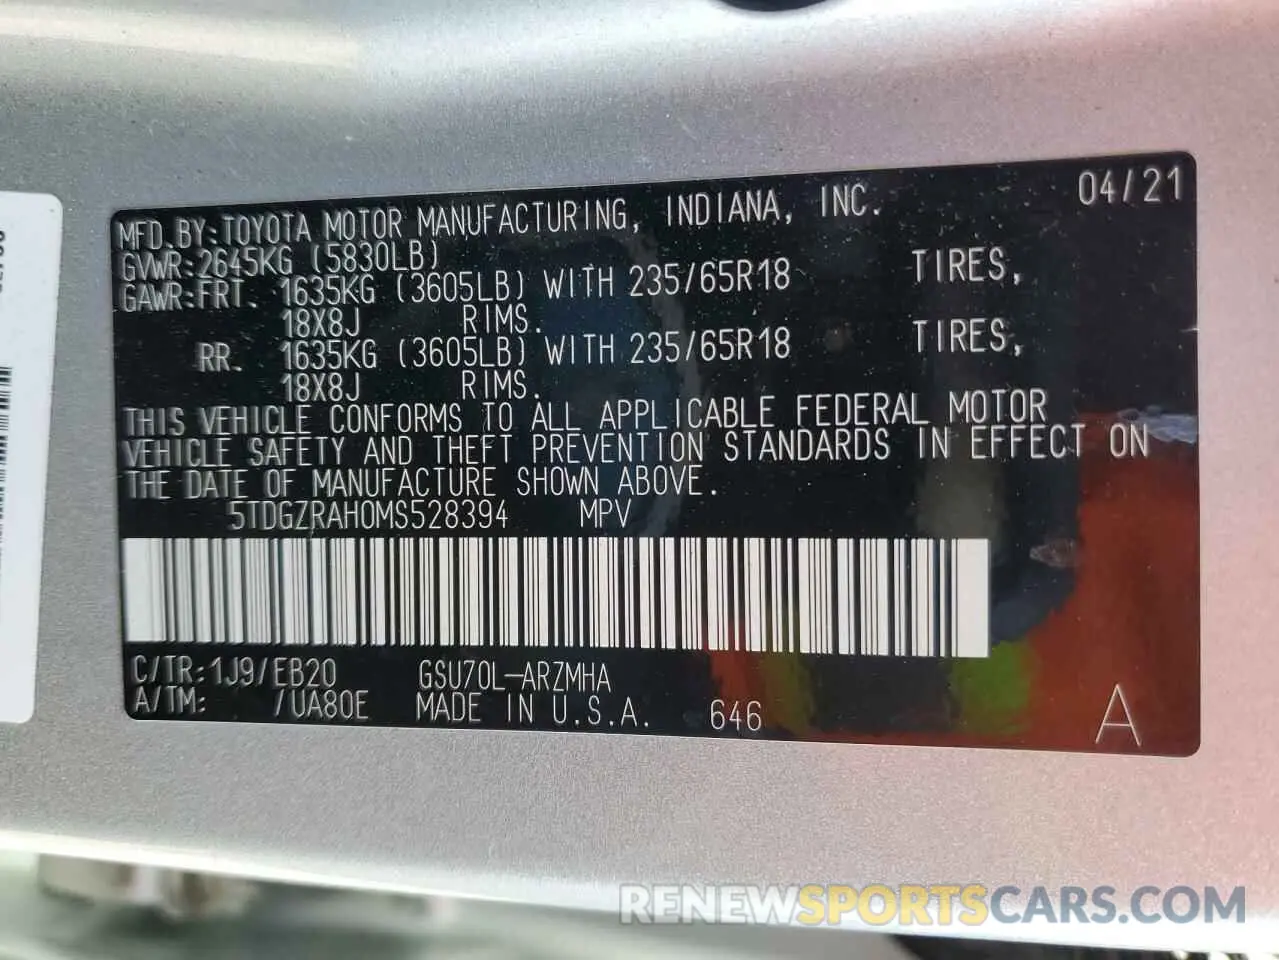 04/21
MFD.BY:TOYOTA MOTOR MANUFACTURING, INDIANA, INC.
GVWR:2645KG (5830LB)
GAWR:FRT. 1635KG (3605LB) WITH 235/65R18 TIRES,
18X8J RIMS.
RR. 1635KG (3605LB) WITH 235/65R18 TIRES,
18X8J RIMS.
THIS VEHICLE CONFORMS TO ALL APPLICABLE FEDERAL MOTOR
VEHICLE SAFETY AND THEFT PREVENTION STANDARDS IN EFFECT ON
THE DATE OF MANUFACTURE SHOWN ABOVE.
5TDGZRAH0MS528394 MPV
C/TR:1J9/EB20 GSU70L-ARZMHA
A/TM: /UA80E MADE IN U.S.A. 646
A
RENEWSPORTSCARS.COM